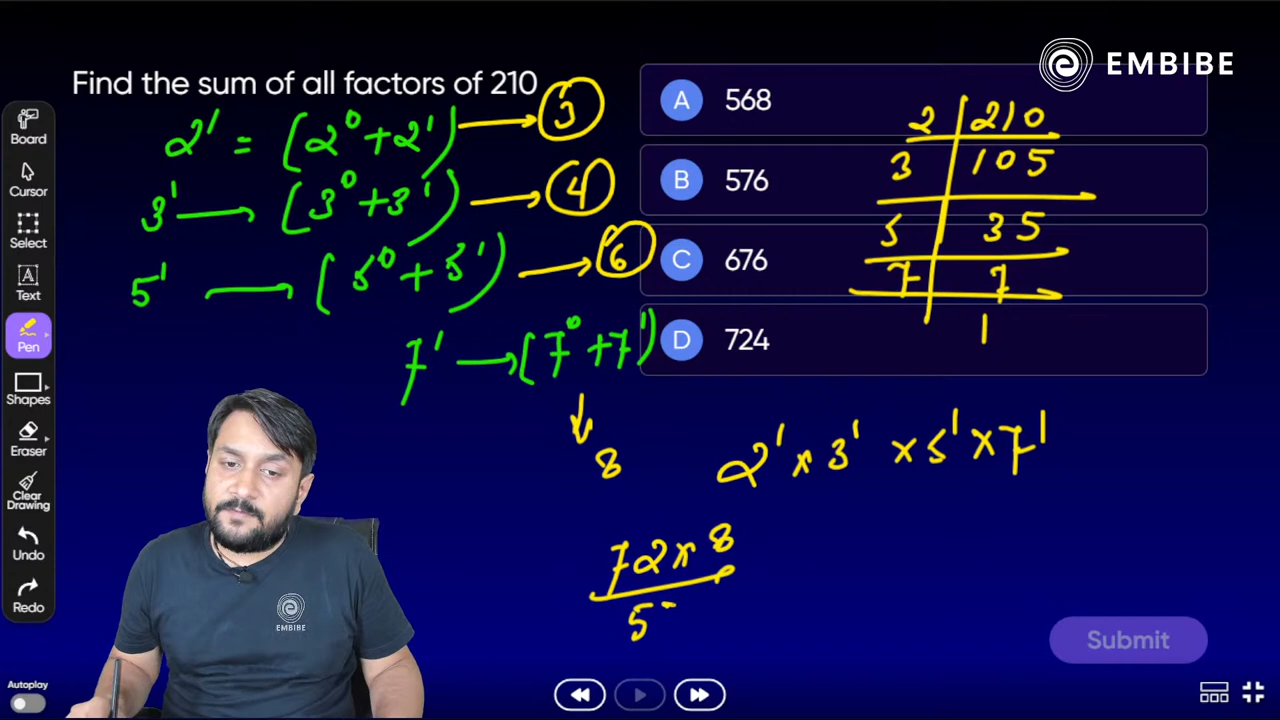 EMBIBE
Find the sum of all factors of 210
A 568
B 576
C 676
D 724
2¹ = (2⁰+2¹) → 3
3¹ → (3⁰+3¹) → 4
5¹ → (5⁰+5¹) → 6
7¹ → (7⁰+7¹)
↓
8
2 | 210
3 | 105
5 | 35
7 | 7
1
2¹ × 3¹ × 5¹ × 7¹
72 × 8
5
Board
Cursor
Select
Text
Pen
Shapes
Eraser
Clear
Drawing
Undo
Redo
Autoplay
EMBIBE
Submit